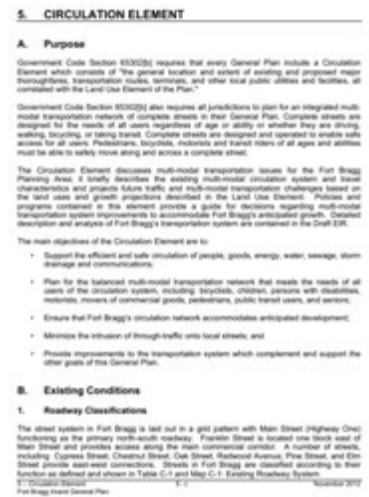 5. CIRCULATION ELEMENT
A. Purpose
Government Code Section 65302[b] requires that every General Plan include a Circulation
Element which consists of "the general location and extent of existing and proposed major
thoroughfares, transportation routes, terminals, and other local public utilities and facilities, all
correlated with the Land Use Element of the Plan."
Government Code Section 65302[b] also requires all jurisdictions to plan for an integrated multi-
modal transportation network of complete streets in their General Plan. Complete streets are
designed for the needs of all users regardless of age or ability or whether they are driving,
walking, bicycling, or taking transit. Complete streets are designed and operated to enable safe
access for all users. Pedestrians, bicyclists, motorists and transit riders of all ages and abilities
must be able to safely move along and across a complete street.
The Circulation Element discusses multi-modal transportation issues for the Fort Bragg
Planning Area; it briefly describes the existing multi-modal circulation system and travel
characteristics and projects future traffic and multi-modal transportation challenges based on
the land uses and growth projections described in the Land Use Element. Policies and
programs contained in this element provide a guide for decisions regarding multi-modal
transportation system improvements to accommodate Fort Bragg's anticipated growth. Detailed
description and analysis of Fort Bragg's transportation system are contained in the Draft EIR.
The main objectives of the Circulation Element are to:
• Support the efficient and safe circulation of people, goods, energy, water, sewage, storm
drainage and communications;
• Plan for the balanced multi-modal transportation network that meets the needs of all
users of the circulation system, including: bicyclists, children, persons with disabilities,
motorists, movers of commercial goods, pedestrians, public transit users, and seniors;
• Ensure that Fort Bragg's circulation network accommodates anticipated development;
• Minimize the intrusion of through-traffic onto local streets; and
• Provide improvements to the transportation system which complement and support the
other goals of this General Plan.
B. Existing Conditions
1. Roadway Classifications
The street system in Fort Bragg is laid out in a grid pattern with Main Street (Highway One)
functioning as the primary north-south roadway. Franklin Street is located one block east of
Main Street and provides access along the main commercial corridor. A number of streets,
including Cypress Street, Chestnut Street, Oak Street, Redwood Avenue, Pine Street, and Elm
Street provide east-west connections. Streets in Fort Bragg are classified according to their
function as defined and shown in Table C-1 and Map C-1: Existing Roadway System.
5 – Circulation Element 5 - 1 November 2012
Fort Bragg Inland General Plan